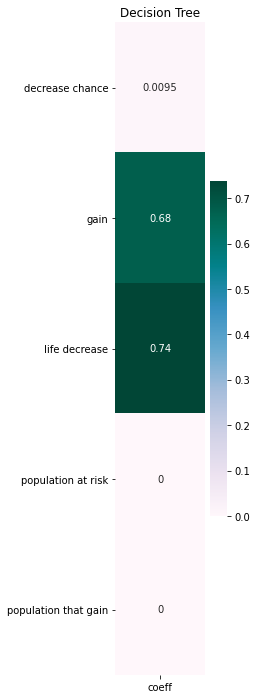 Decision Tree
decrease chance
0.0095
gain
0.68
life decrease
0.74
population at risk
0
population that gain
0
coeff
0.7
0.6
0.5
0.4
0.3
0.2
0.1
0.0